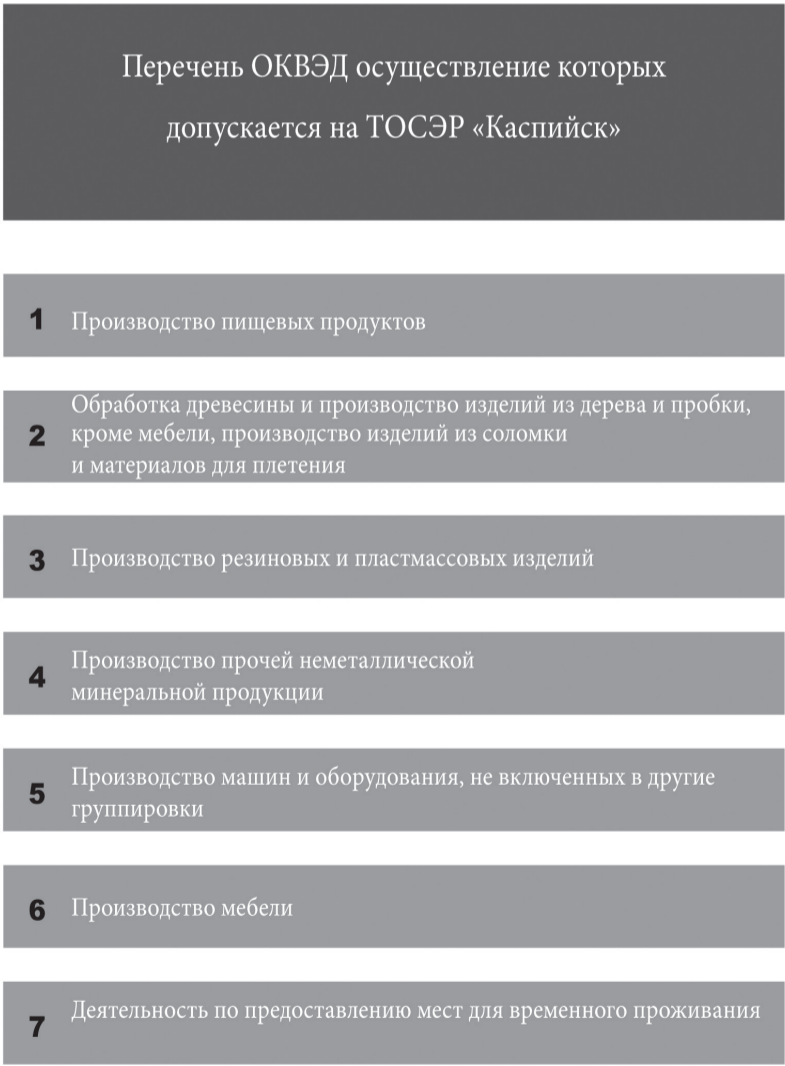 Перечень ОКВЭД осуществление которых
допускается на ТОСЭР «Каспийск»
1 Производство пищевых продуктов
2 Обработка древесины и производство изделий из дерева и пробки,
кроме мебели, производство изделий из соломки
и материалов для плетения
3 Производство резиновых и пластмассовых изделий
4 Производство прочей неметаллической
минеральной продукции
5 Производство машин и оборудования, не включенных в другие
группировки
6 Производство мебели
7 Деятельность по предоставлению мест для временного проживания